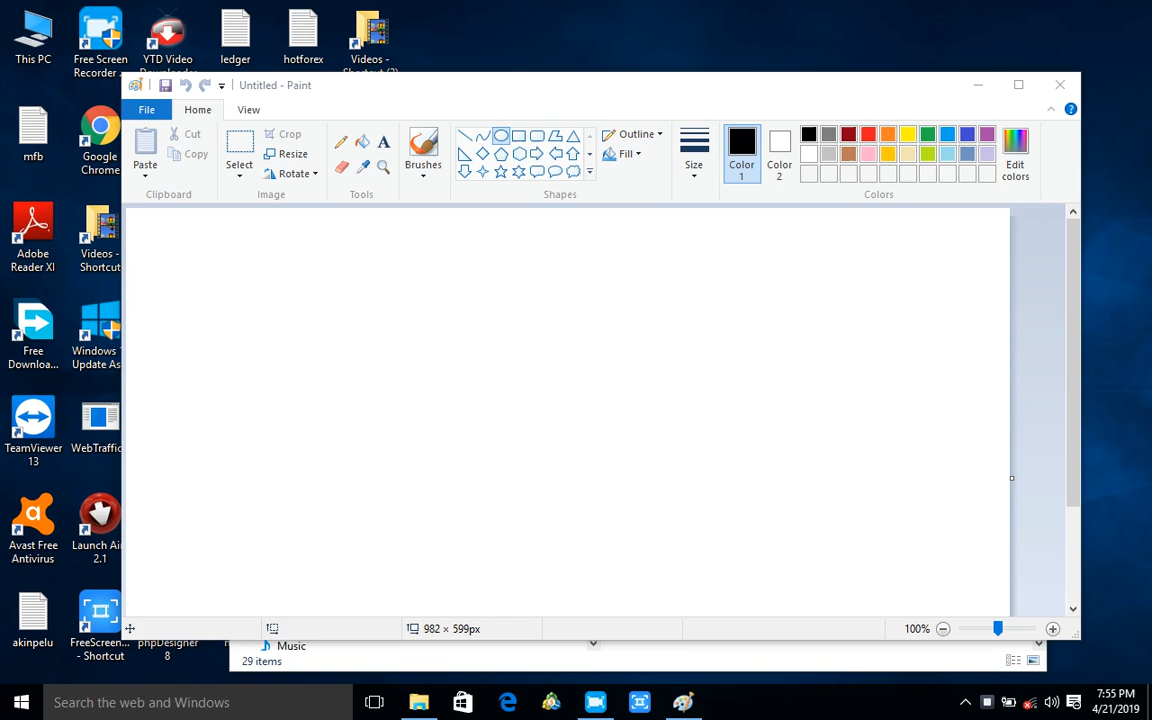 This PC
Free Screen
Recorder ...
YTD Video
Downloader
ledger
hotforex
Videos -
Shortcut (2)
Untitled - Paint
File
Home
View
Paste
Cut
Copy
Clipboard
Select
Crop
Resize
Rotate
Image
Tools
Brushes
Outline
Fill
Shapes
Size
Color
1
Color
2
Edit
colors
Colors
mfb
Google
Chrome
Adobe
Reader XI
Videos -
Shortcut
Free
Downloa...
Windows
Update As
TeamViewer
13
WebTraffic
Avast Free
Antivirus
Launch Ai
2.1
akinpelu
FreeScreen...
- Shortcut
phpDesigner
8
982 × 599px
100%
Music
29 items
Search the web and Windows
7:55 PM
4/21/2019